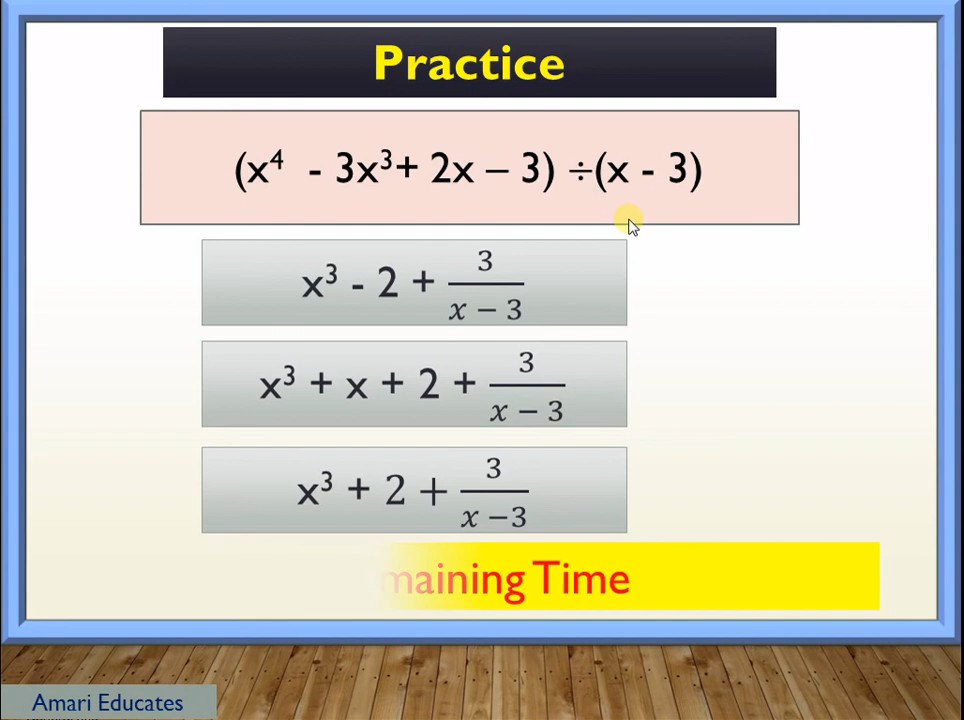 Practice
(x⁴ - 3x³+ 2x – 3) ÷(x - 3)
x³ - 2 + 3/(x − 3)
x³ + x + 2 + 3/(x − 3)
x³ + 2 + 3/(x −3)
maining Time
Amari Educates